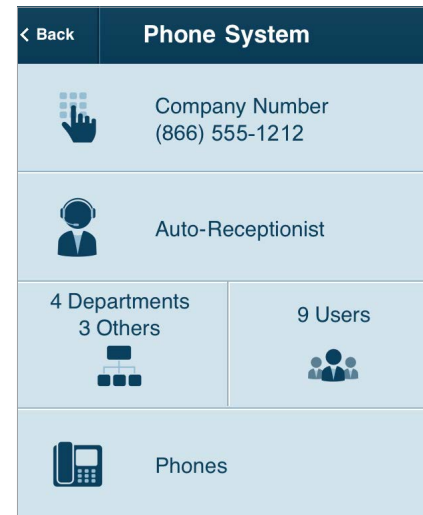 Back
Phone System
Company Number
(866) 555-1212
Auto-Receptionist
4 Departments
3 Others
9 Users
Phones